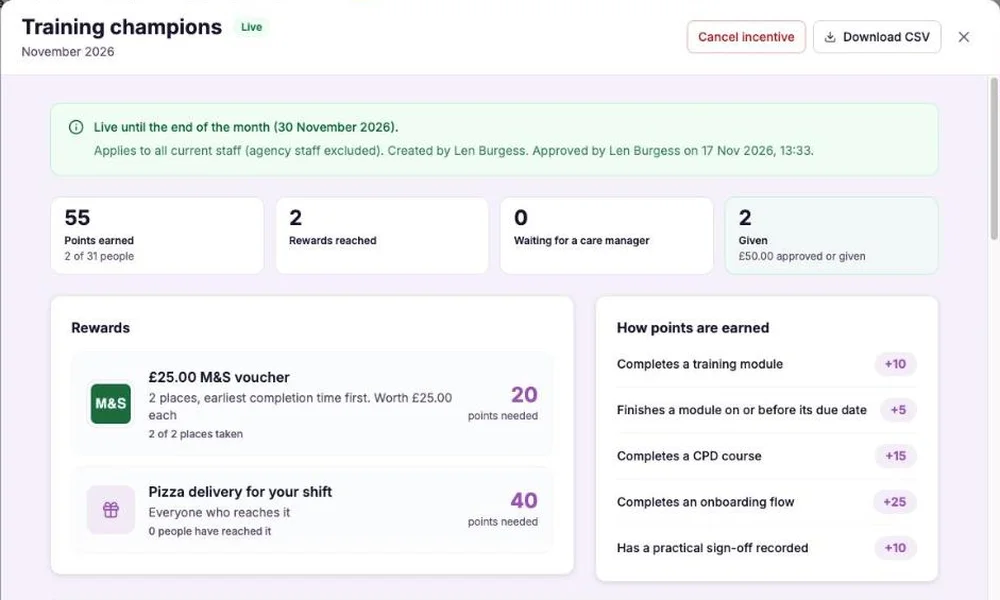 Training champions
Live
November 2026
Cancel incentive
Download CSV
Live until the end of the month (30 November 2026).
Applies to all current staff (agency staff excluded). Created by Len Burgess. Approved by Len Burgess on 17 Nov 2026, 13:33.
55
Points earned
2 of 31 people
2
Rewards reached
0
Waiting for a care manager
2
Given
£50.00 approved or given
Rewards
M&S
£25.00 M&S voucher
2 places, earliest completion time first. Worth £25.00
each
2 of 2 places taken
20
points needed
Pizza delivery for your shift
Everyone who reaches it
0 people have reached it
40
points needed
How points are earned
Completes a training module
+10
Finishes a module on or before its due date
+5
Completes a CPD course
+15
Completes an onboarding flow
+25
Has a practical sign-off recorded
+10